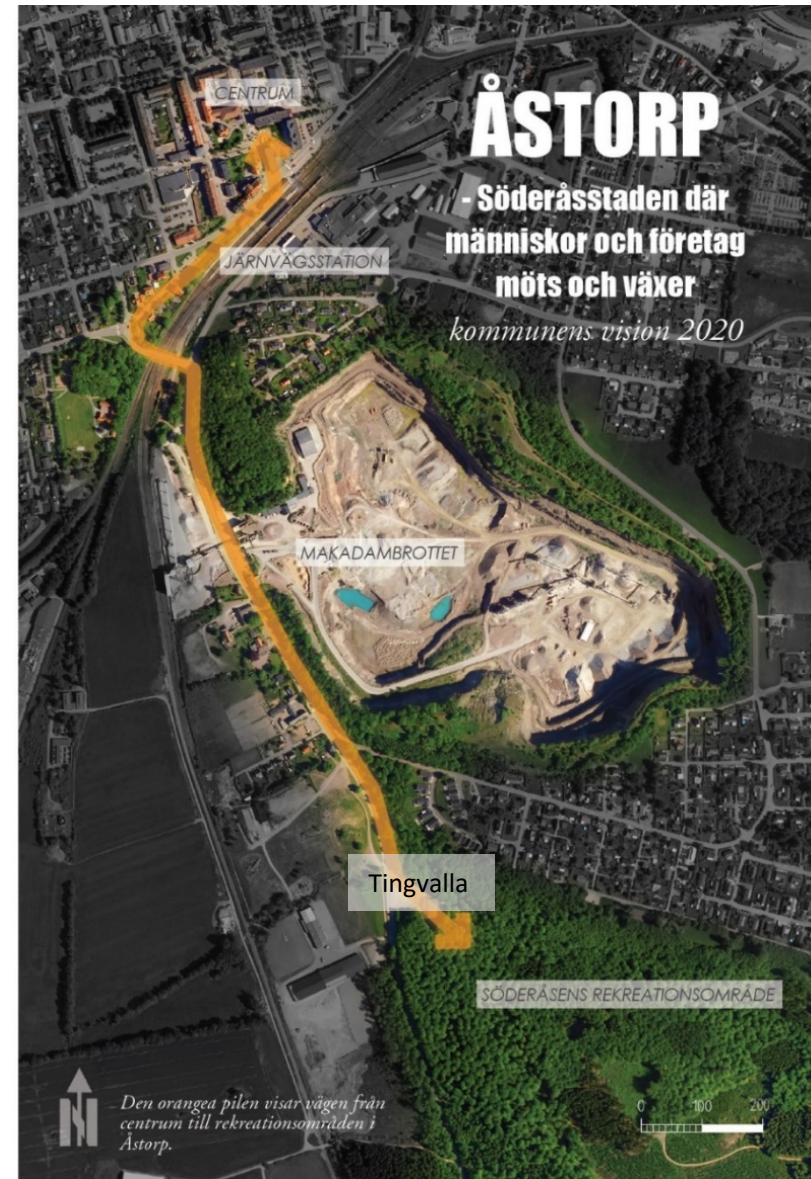 CENTRUM
ÅSTORP
- Söderåsstaden där
människor och företag
möts och växer
kommunens vision 2020
JÄRNVÄGSSTATION
MAKADAMBROTTET
Tingvalla
SÖDERÅSENS REKREATIONSOMRÅDE
Den orangea pilen visar vägen från
centrum till rekreationsområden i
Åstorp.
N
0 100 200